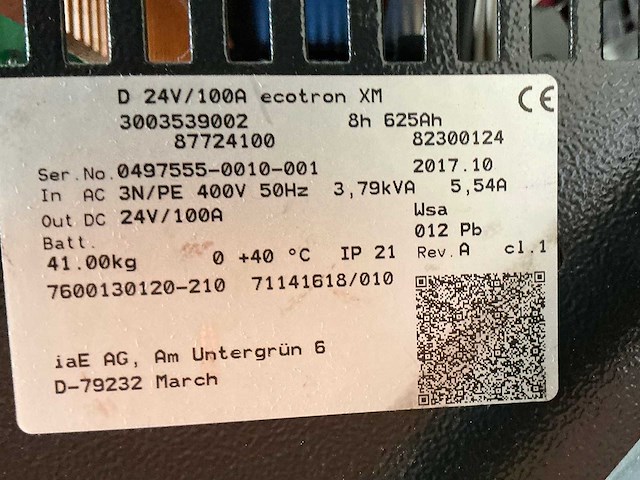 D 24V/100A ecotron XM CE
3003539002 8h 625Ah
87724100 82300124
Ser.No.0497555-0010-001 2017.10
In AC 3N/PE 400V 50Hz 3,79kVA 5,54A
Out DC 24V/100A Wsa
Batt. 012 Pb
41.00kg 0 +40 °C IP 21 Rev.A cl.1
7600130120-210 71141618/010
iaE AG, Am Untergrün 6
D-79232 March